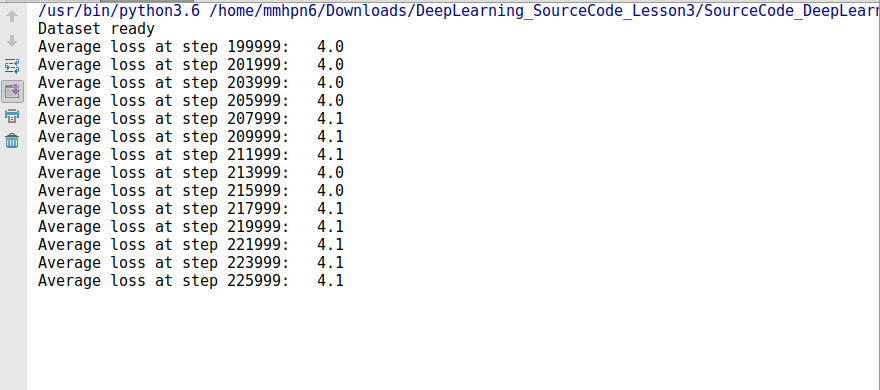 /usr/bin/python3.6 /home/mmhpn6/Downloads/DeepLearning_SourceCode_Lesson3/SourceCode_DeepLearn
Dataset ready
Average loss at step 199999:   4.0
Average loss at step 201999:   4.0
Average loss at step 203999:   4.0
Average loss at step 205999:   4.0
Average loss at step 207999:   4.1
Average loss at step 209999:   4.1
Average loss at step 211999:   4.1
Average loss at step 213999:   4.0
Average loss at step 215999:   4.0
Average loss at step 217999:   4.1
Average loss at step 219999:   4.1
Average loss at step 221999:   4.1
Average loss at step 223999:   4.1
Average loss at step 225999:   4.1